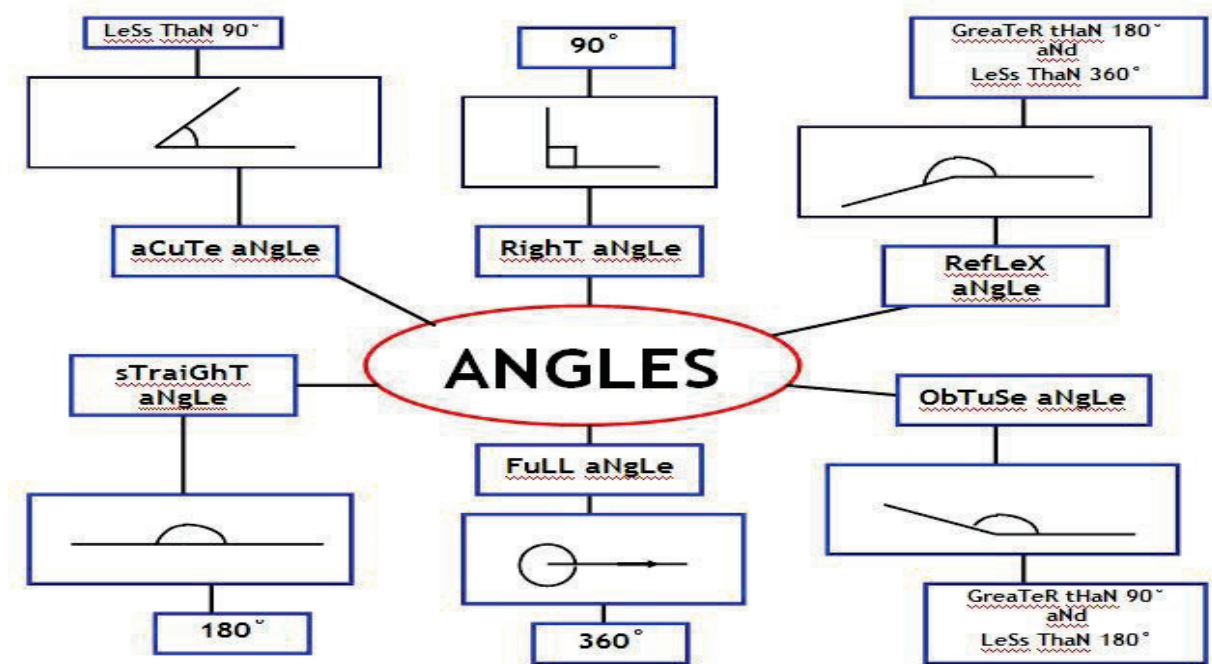 LeSs ThaN 90˘
90°
GreaTeR tHaN 180˘
aNd
LeSs ThaN 360°
aCuTe aNgLe
RighT aNgLe
RefLeX
aNgLe
ANGLES
sTraiGhT
aNgLe
ObTuSe aNgLe
FuLL aNgLe
180˘
360°
GreaTeR tHaN 90˘
aNd
LeSs ThaN 180°